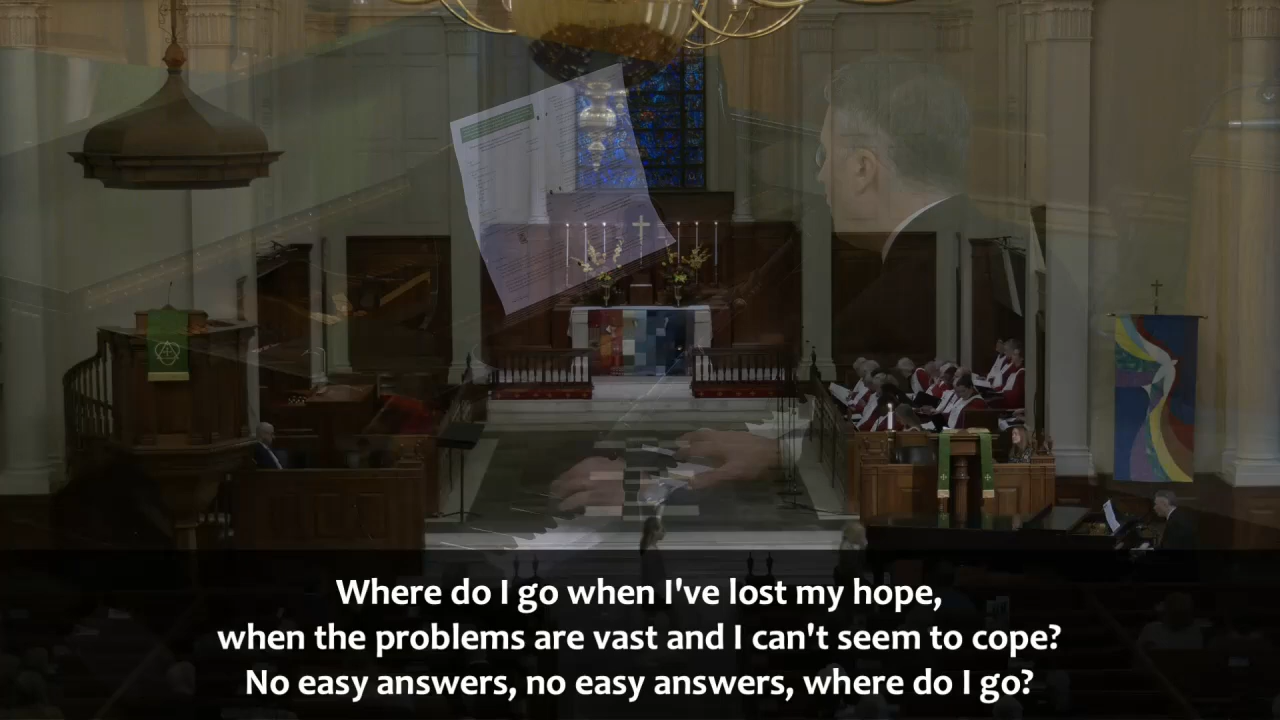 Where do I go when I've lost my hope,
when the problems are vast and I can't seem to cope?
No easy answers, no easy answers, where do I go?